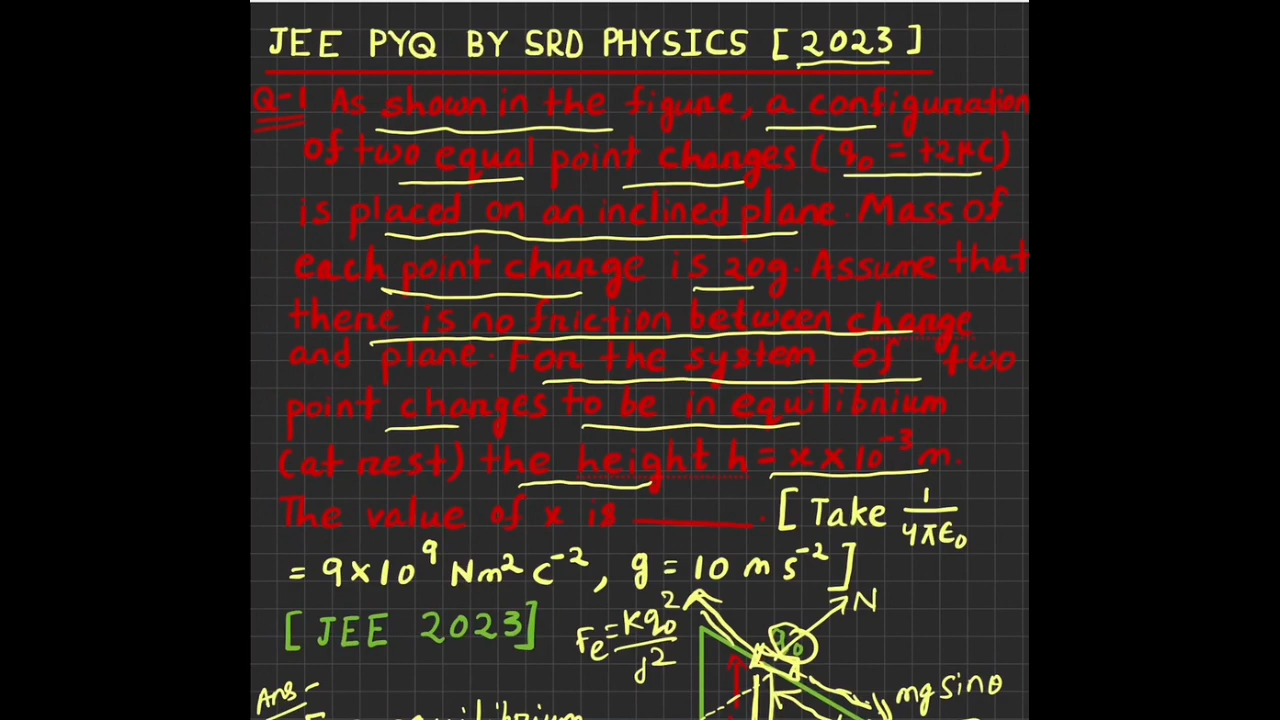 JEE PYQ BY SRD PHYSICS [2023]
Q-1 As shown in the figure, a configuration
of two equal point charges (q₀ = +2μC)
is placed on an inclined plane. Mass of
each point charge is 20g. Assume that
there is no friction between charge
and plane. For the system of two
point charges to be in equilibrium
(at rest) the height h = x×10⁻³m.
The value of x is ______. [Take 1/4πϵ₀
= 9×10⁹ Nm² C⁻², g = 10 m s⁻²]
[JEE 2023]
Fe = Kq₀²/d²
N
q₀
mg sinθ
Ans-
equilibrium